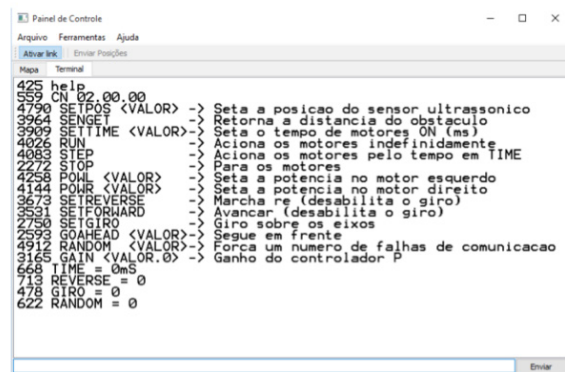 Painel de Controle
Arquivo Ferramentas Ajuda
Ativar link Enviar Posições
Mapa Terminal
425 help
559 CN 02.00.00
4790 SETPOS <VALOR> -> Seta a posicao do sensor ultrassonico
3964 SENGET -> Retorna a distancia do obstaculo
3909 SETTIME <VALOR> -> Seta o tempo de motores ON (ms)
4026 RUN -> Aciona os motores indefinidamente
4083 STEP -> Aciona os motores pelo tempo em TIME
2272 STOP -> Para os motores
4258 POWL <VALOR> -> Seta a potencia no motor esquerdo
4144 POWR <VALOR> -> Seta a potencia no motor direito
3673 SETREVERSE -> Marcha re (desabilita o giro)
3531 SETFORWARD -> Avancar (desabilita o giro)
2750 SETGIRO -> Giro sobre os eixos
2593 GOAHEAD <VALOR>-> Segue em frente
4912 RANDOM <VALOR>-> Forca um numero de falhas de comunicacao
3165 GAIN <VALOR.0> -> Ganho do controlador P
668 TIME = 0mS
713 REVERSE = 0
478 GIRO = 0
622 RANDOM = 0
Enviar